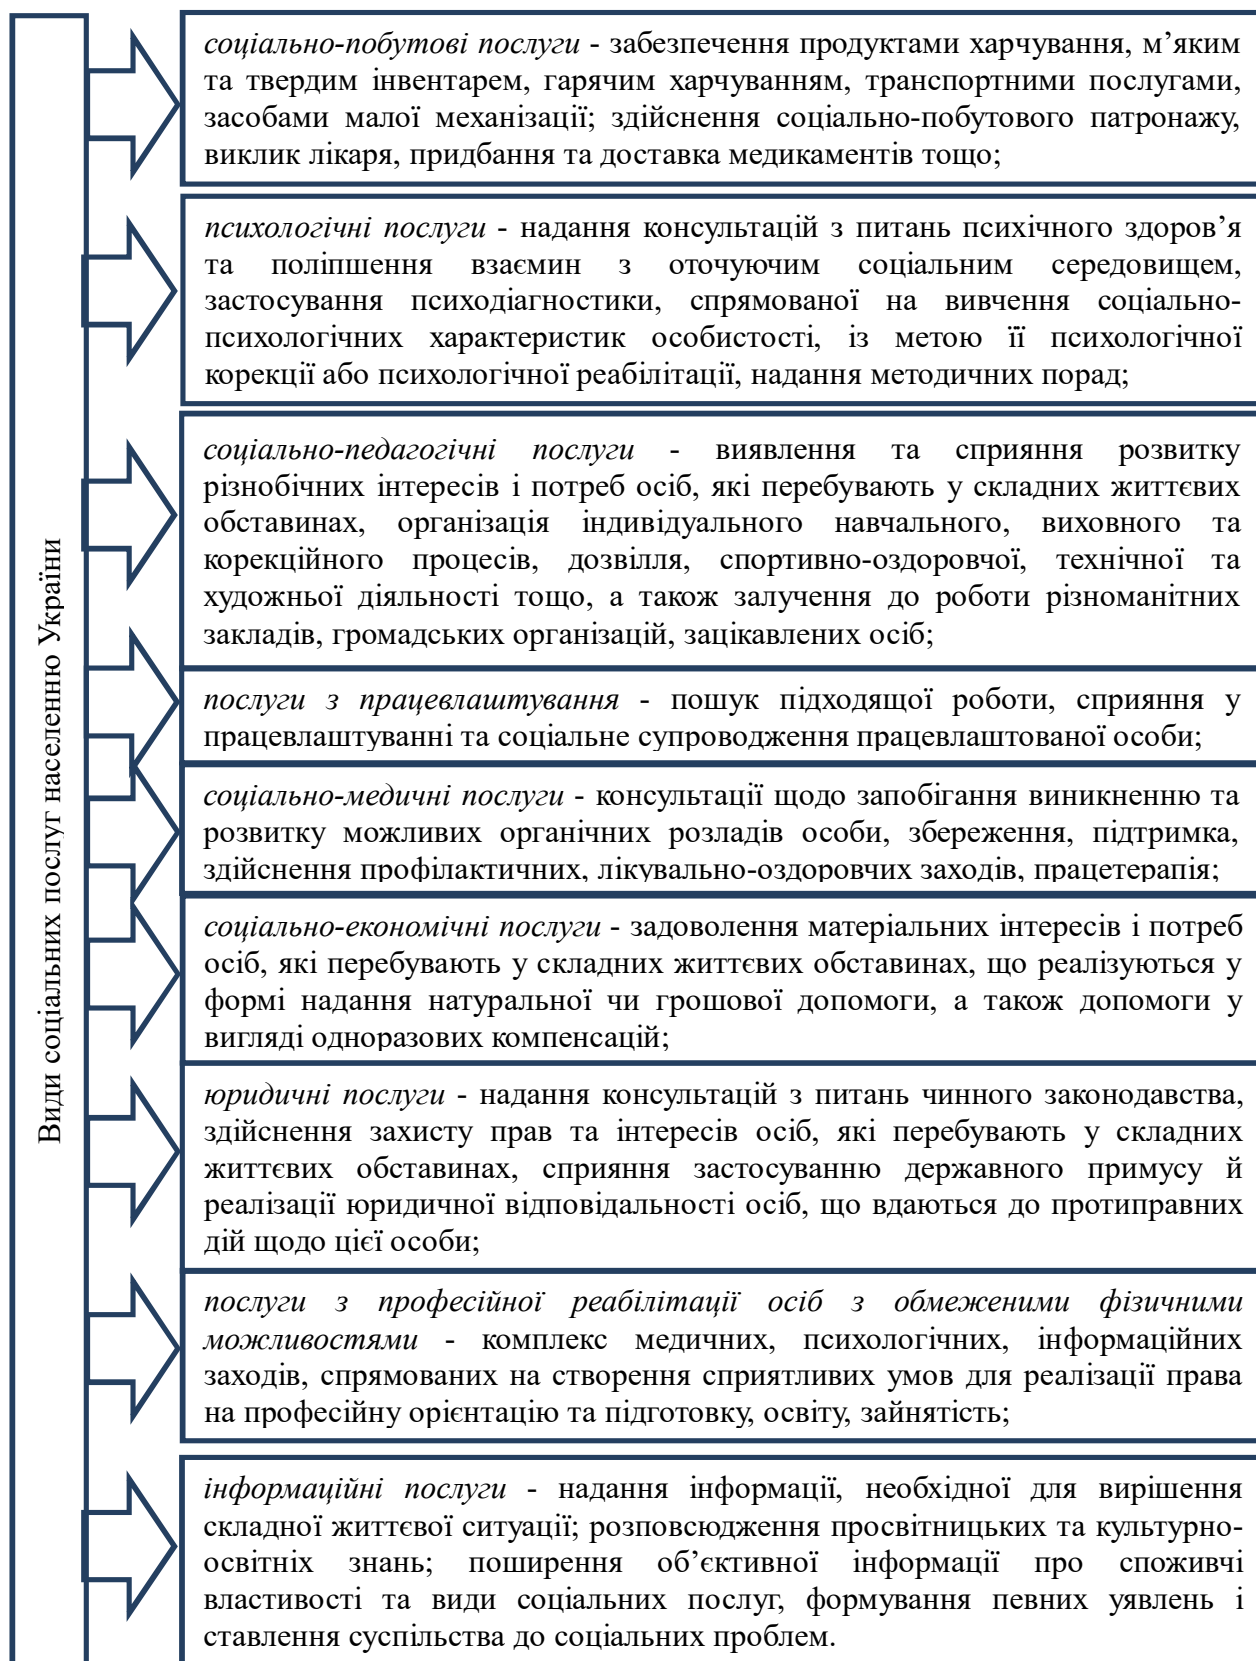 Види соціальних послуг населенню України
соціально-побутові послуги - забезпечення продуктами харчування, м’яким
та твердим інвентарем, гарячим харчуванням, транспортними послугами,
засобами малої механізації; здійснення соціально-побутового патронажу,
виклик лікаря, придбання та доставка медикаментів тощо;
психологічні послуги - надання консультацій з питань психічного здоров’я
та поліпшення взаємин з оточуючим соціальним середовищем,
застосування психодіагностики, спрямованої на вивчення соціально-
психологічних характеристик особистості, із метою її психологічної
корекції або психологічної реабілітації, надання методичних порад;
соціально-педагогічні послуги - виявлення та сприяння розвитку
різнобічних інтересів і потреб осіб, які перебувають у складних життєвих
обставинах, організація індивідуального навчального, виховного та
корекційного процесів, дозвілля, спортивно-оздоровчої, технічної та
художньої діяльності тощо, а також залучення до роботи різноманітних
закладів, громадських організацій, зацікавлених осіб;
послуги з працевлаштування - пошук підходящої роботи, сприяння у
працевлаштуванні та соціальне супроводження працевлаштованої особи;
соціально-медичні послуги - консультації щодо запобігання виникненню та
розвитку можливих органічних розладів особи, збереження, підтримка,
здійснення профілактичних, лікувально-оздоровчих заходів, працетерапія;
соціально-економічні послуги - задоволення матеріальних інтересів і потреб
осіб, які перебувають у складних життєвих обставинах, що реалізуються у
формі надання натуральної чи грошової допомоги, а також допомоги у
вигляді одноразових компенсацій;
юридичні послуги - надання консультацій з питань чинного законодавства,
здійснення захисту прав та інтересів осіб, які перебувають у складних
життєвих обставинах, сприяння застосуванню державного примусу й
реалізації юридичної відповідальності осіб, що вдаються до протиправних
дій щодо цієї особи;
послуги з професійної реабілітації осіб з обмеженими фізичними
можливостями - комплекс медичних, психологічних, інформаційних
заходів, спрямованих на створення сприятливих умов для реалізації права
на професійну орієнтацію та підготовку, освіту, зайнятість;
інформаційні послуги - надання інформації, необхідної для вирішення
складної життєвої ситуації; розповсюдження просвітницьких та культурно-
освітніх знань; поширення об’єктивної інформації про споживчі
властивості та види соціальних послуг, формування певних уявлень і
ставлення суспільства до соціальних проблем.